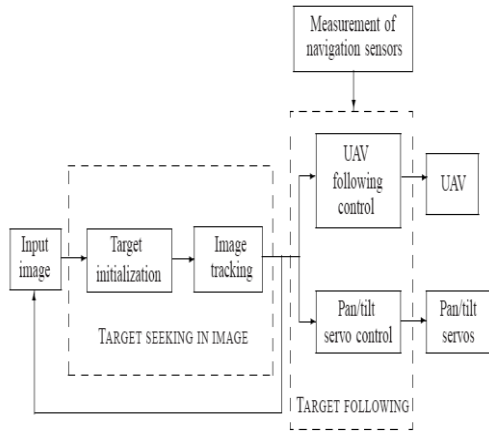 Measurement of
navigation sensors
UAV
following
control
UAV
Input
image
Target
initialization
Image
tracking
Pan/tilt
servo control
Pan/tilt
servos
TARGET SEEKING IN IMAGE
TARGET FOLLOWING